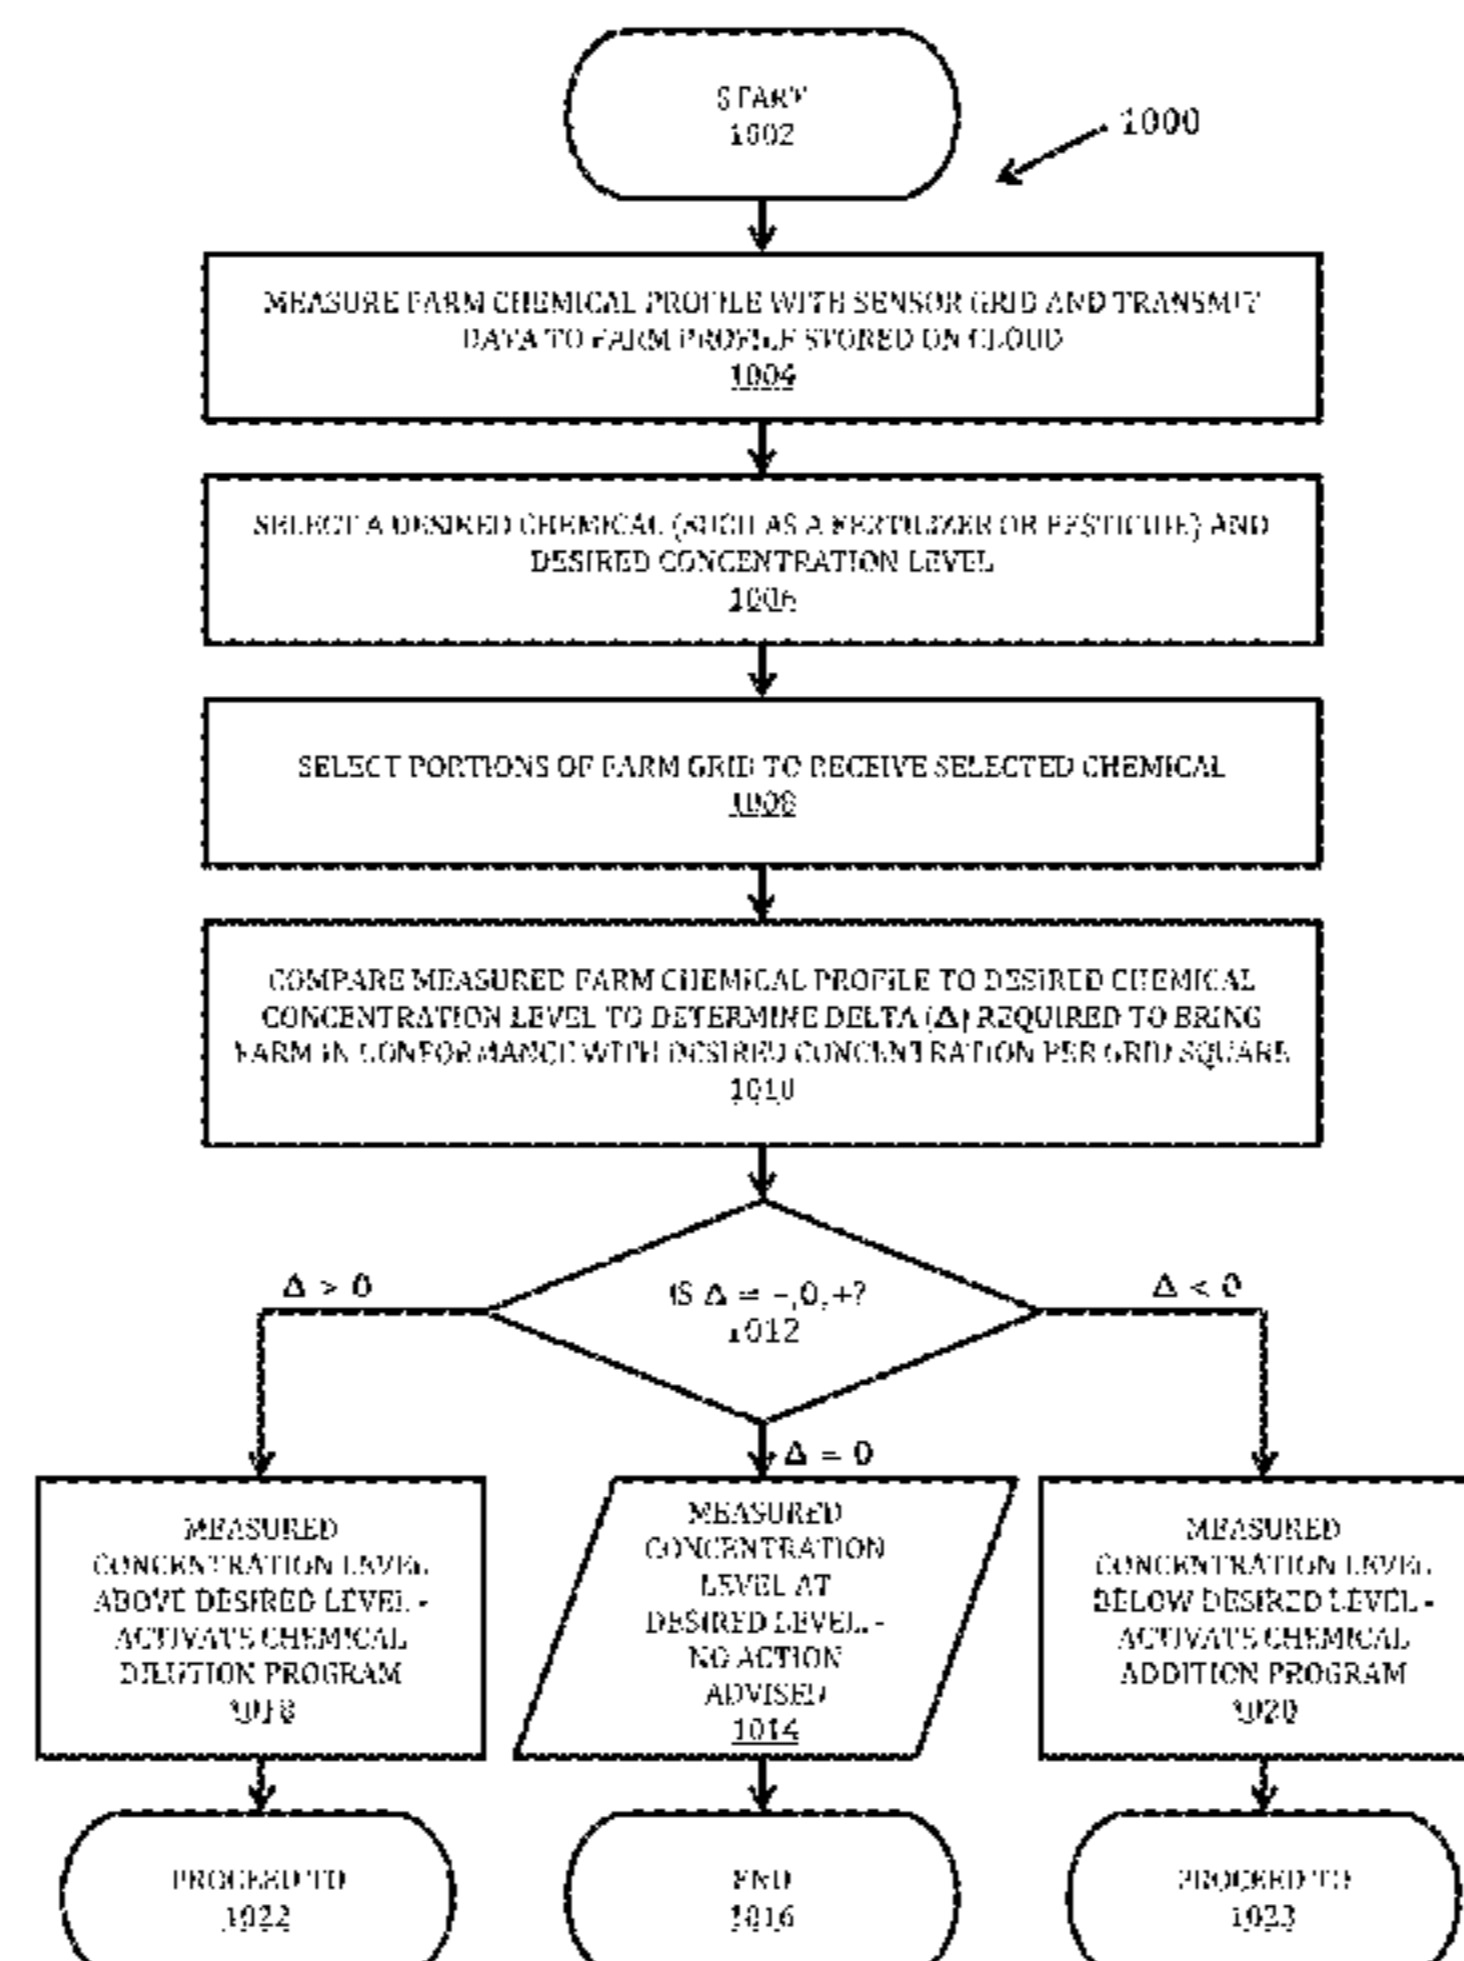 START
1002
1000
MEASURE FARM CHEMICAL PROFILE WITH SENSOR GRID AND TRANSMIT
DATA TO FARM PROFILE STORED ON CLOUD
1004
SELECT A DESIRED CHEMICAL (SUCH AS A FERTILIZER OR PESTICIDE) AND
DESIRED CONCENTRATION LEVEL
1006
SELECT PORTIONS OF FARM GRID TO RECEIVE SELECTED CHEMICAL
1008
COMPARE MEASURED FARM CHEMICAL PROFILE TO DESIRED CHEMICAL
CONCENTRATION LEVEL TO DETERMINE DELTA (Δ) REQUIRED TO BRING
FARM IN CONFORMANCE WITH DESIRED CONCENTRATION PER GRID SQUARE
1010
Δ > 0
IS Δ = -,0,+?
1012
Δ < 0
Δ = 0
MEASURED
CONCENTRATION LEVEL
ABOVE DESIRED LEVEL -
ACTIVATE CHEMICAL
DILUTION PROGRAM
1018
MEASURED
CONCENTRATION
LEVEL AT
DESIRED LEVEL -
NO ACTION
ADVISED
1014
MEASURED
CONCENTRATION LEVEL
BELOW DESIRED LEVEL -
ACTIVATE CHEMICAL
ADDITION PROGRAM
1020
PROCEED TO
1022
END
1016
PROCEED TO
1023